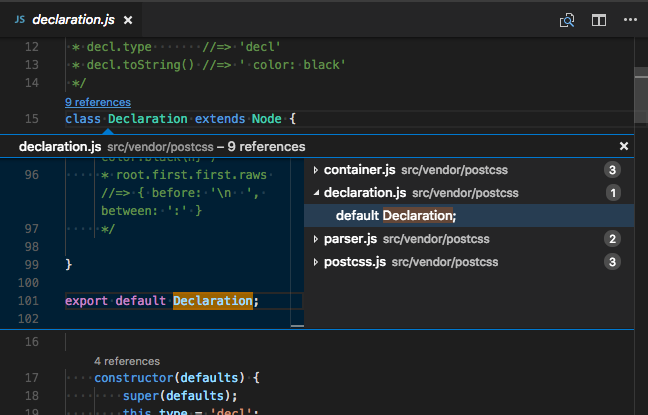 JS declaration.js ×
12 * decl.type //=> 'decl'
13 * decl.toString() //=> ' color: black'
14 */
9 references
15 class Declaration extends Node {
declaration.js src/vendor/postcss – 9 references ×
96 * root.first.first.raws
//=> { before: '\n ',
between: ':' }
97 */
98
99 }
100
101 export default Declaration;
102
container.js src/vendor/postcss 3
declaration.js src/vendor/postcss 1
default Declaration;
parser.js src/vendor/postcss 2
postcss.js src/vendor/postcss 3
16
4 references
17 constructor(defaults) {
18 super(defaults);
19 this.type = 'decl';